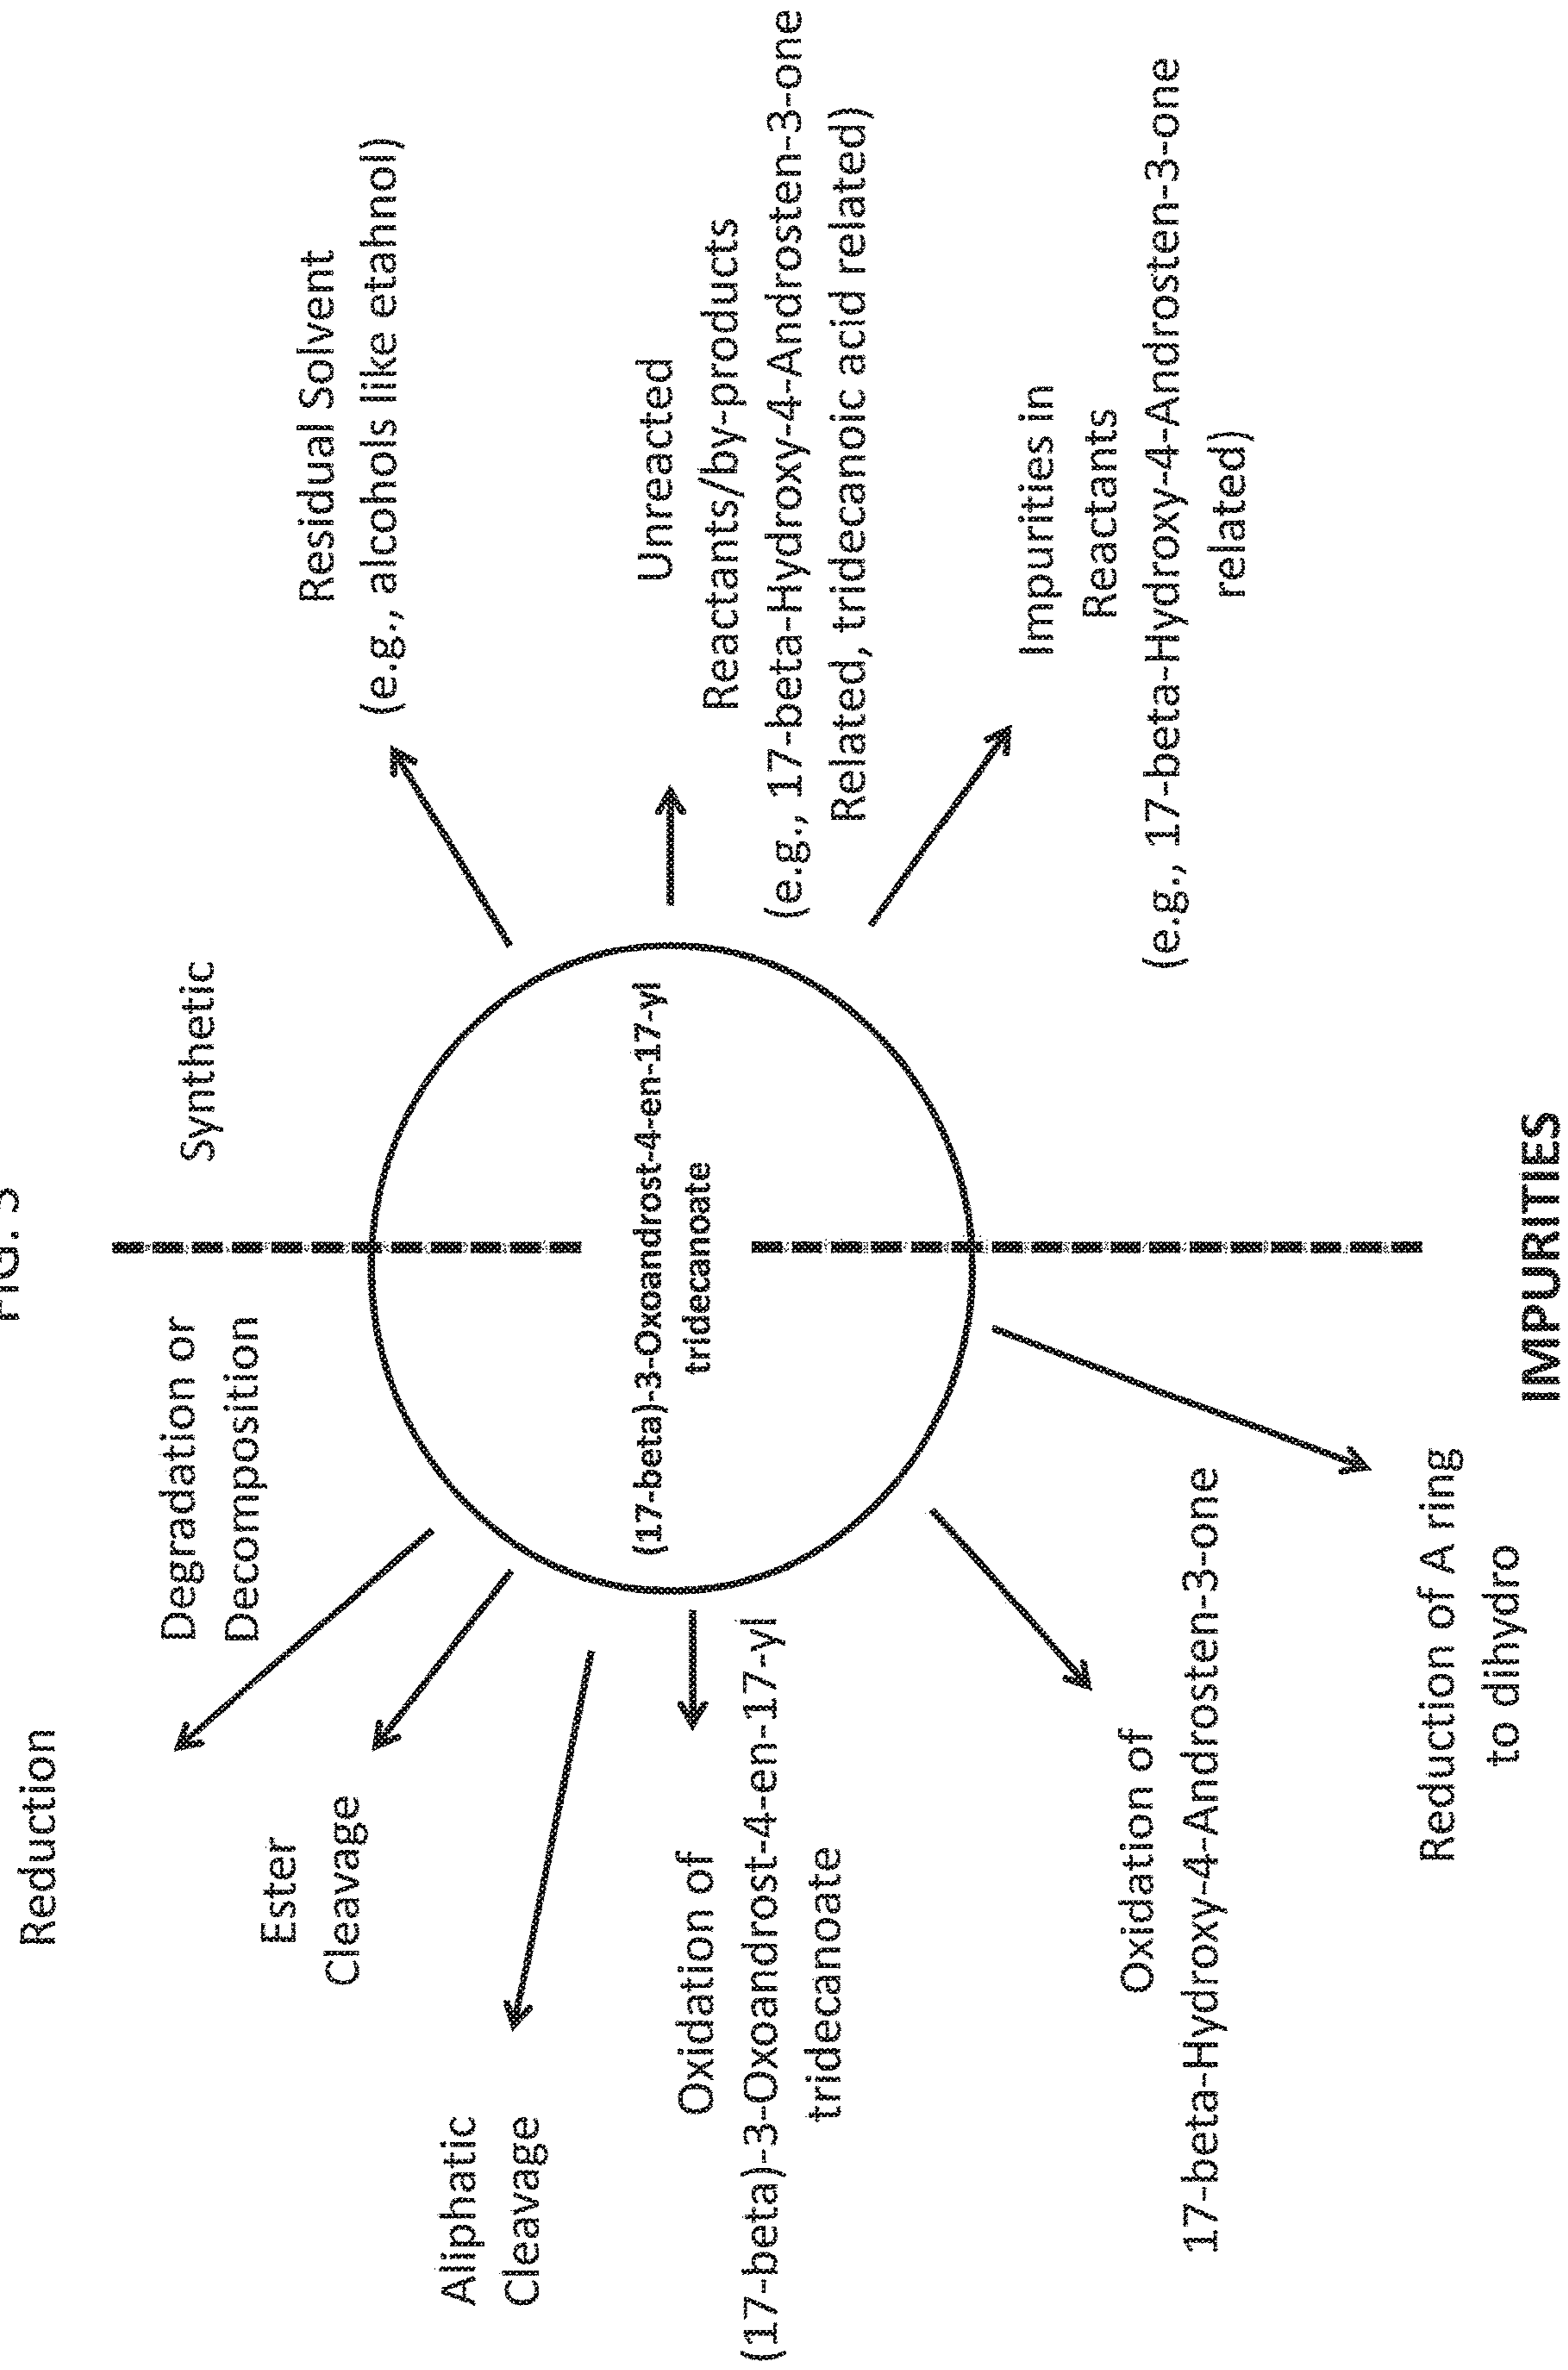 FIG. 3
Degradation or
Decomposition
Synthetic
Reduction
Ester
Cleavage
Aliphatic
Cleavage
Oxidation of
(17-beta)-3-Oxoandrost-4-en-17-yl
tridecanoate
Oxidation of
17-beta-Hydroxy-4-Androsten-3-one
Reduction of A ring
to dihydro
(17-beta)-3-Oxoandrost-4-en-17-yl
tridecanoate
Residual Solvent
(e.g., alcohols like etahnol)
Unreacted
Reactants/by-products
(e.g., 17-beta-Hydroxy-4-Androsten-3-one
Related, tridecanoic acid related)
Impurities in
Reactants
(e.g., 17-beta-Hydroxy-4-Androsten-3-one
related)
IMPURITIES